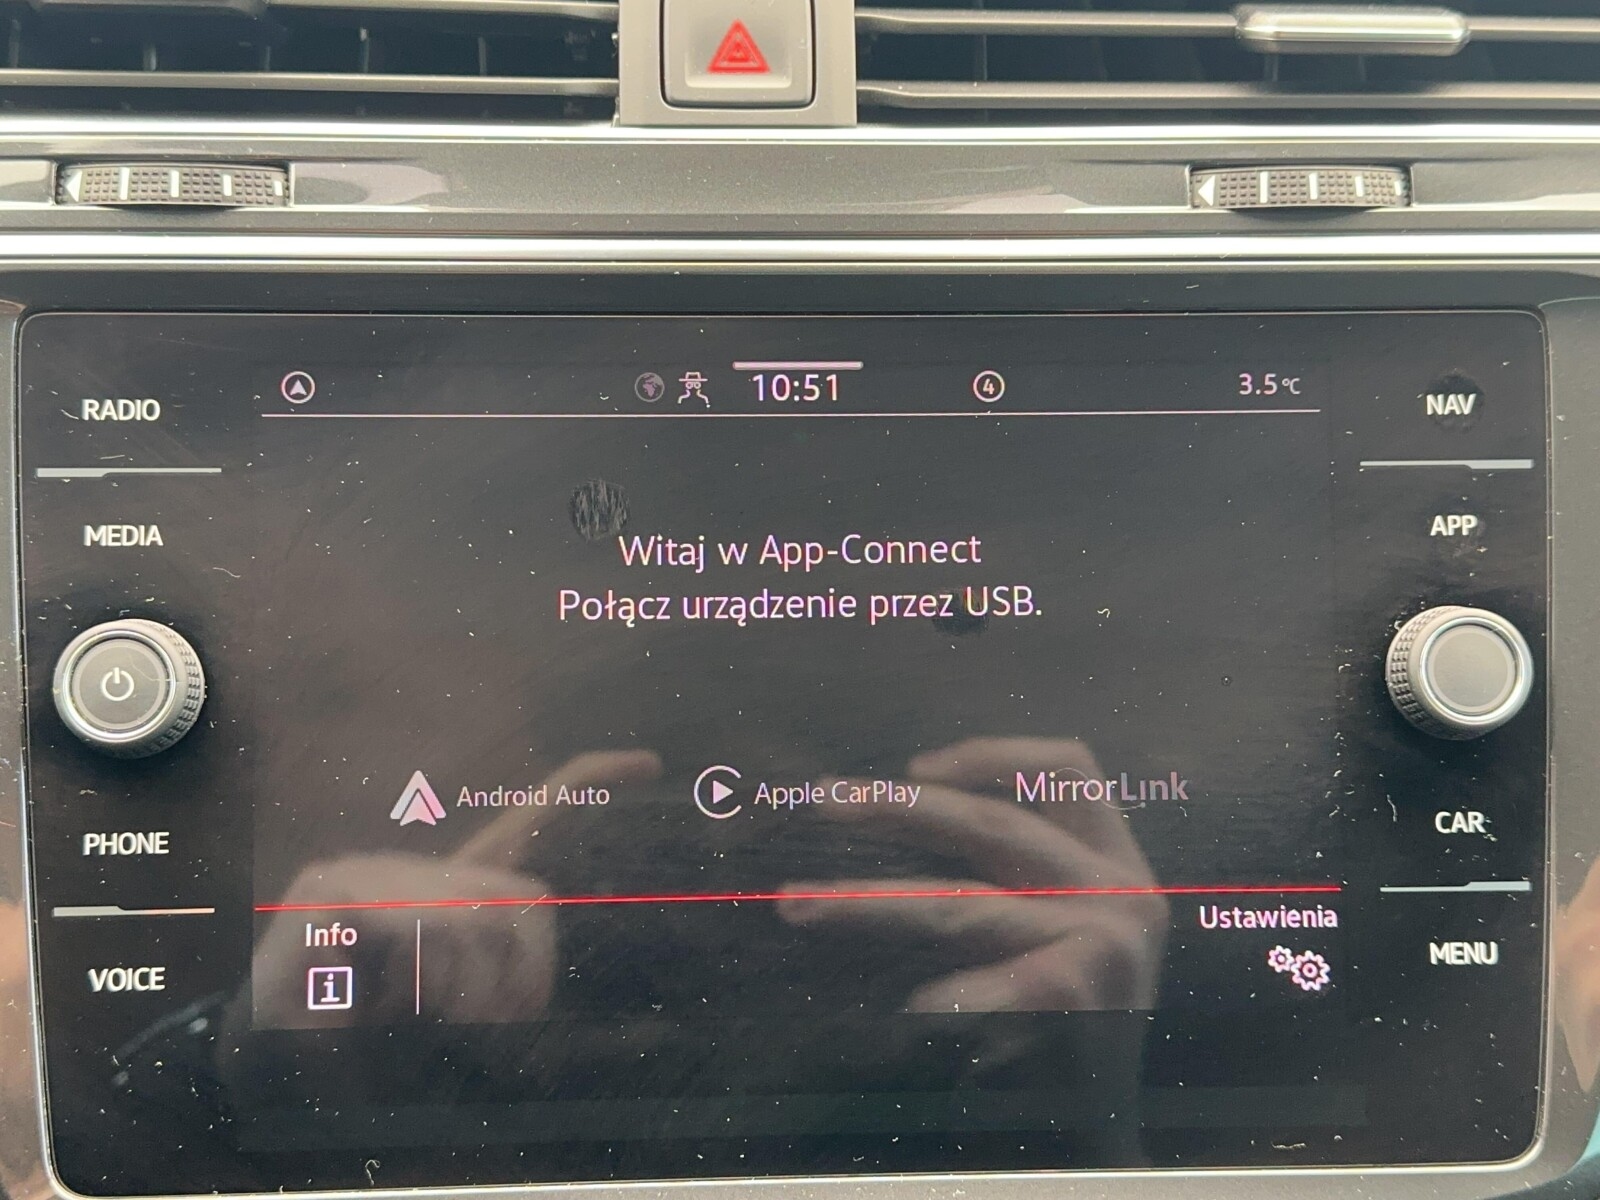 10:51
4
3.5°C
RADIO
NAV
MEDIA
APP
Witaj w App-Connect
Połącz urządzenie przez USB.
Android Auto
Apple CarPlay
MirrorLink
PHONE
CAR
Info
Ustawienia
VOICE
MENU